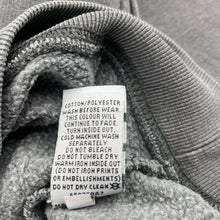 COTTON/POLYESTER
WASH BEFORE WEAR.
THIS COLOUR WILL
CONTINUE TO FADE.
TURN INSIDE OUT.
COLD MACHINE WASH
SEPARATELY
DO NOT BLEACH
DO NOT TUMBLE DRY
WARM IRON INSIDE OUT
(DO NOT IRON PRINTS
OR EMBELLISHMENTS)
DO NOT DRY CLEAN